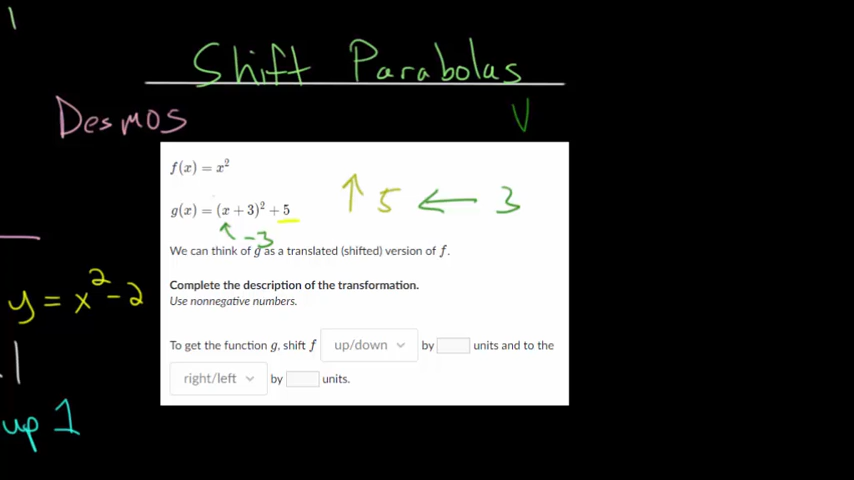 Shift Parabolas
Desmos
f(x) = x²
g(x) = (x + 3)² + 5
↑ 5 ← 3
-3
We can think of g as a translated (shifted) version of f.
Complete the description of the transformation.
Use nonnegative numbers.
To get the function g, shift f up/down by units and to the
right/left by units.
y = x² - 2
up 1